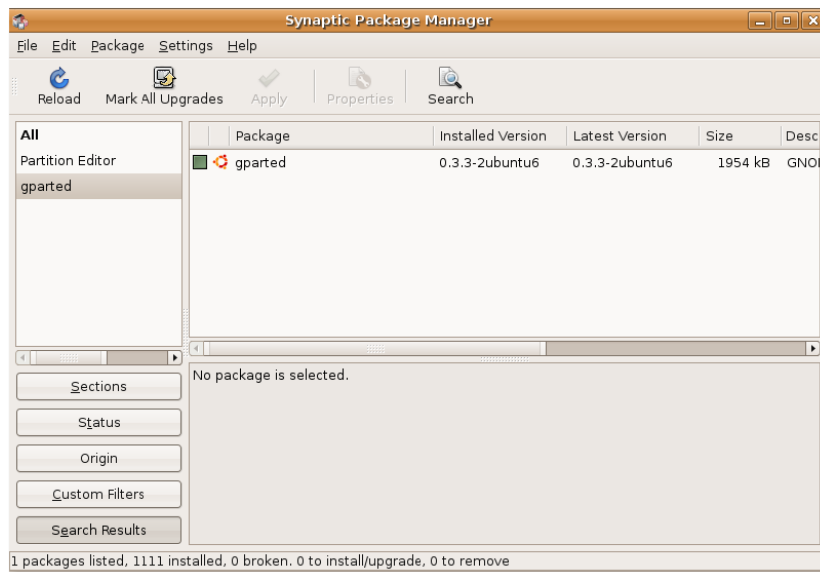 Synaptic Package Manager
File Edit Package Settings Help
Reload Mark All Upgrades Apply Properties Search
All
Partition Editor
gparted
Package Installed Version Latest Version Size Desc
gparted 0.3.3-2ubuntu6 0.3.3-2ubuntu6 1954 kB GNO
No package is selected.
Sections
Status
Origin
Custom Filters
Search Results
1 packages listed, 1111 installed, 0 broken. 0 to install/upgrade, 0 to remove